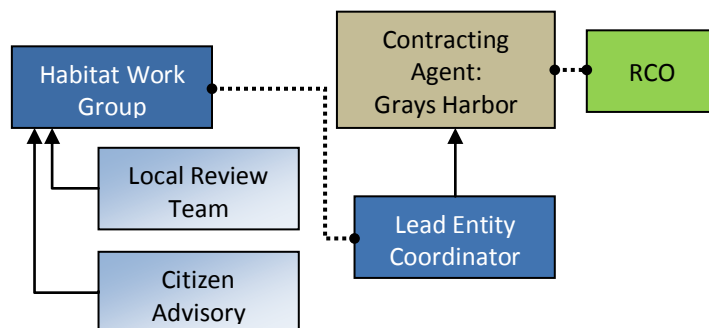 Habitat Work
Group
Contracting
Agent:
Grays Harbor
RCO
Local Review
Team
Lead Entity
Coordinator
Citizen
Advisory